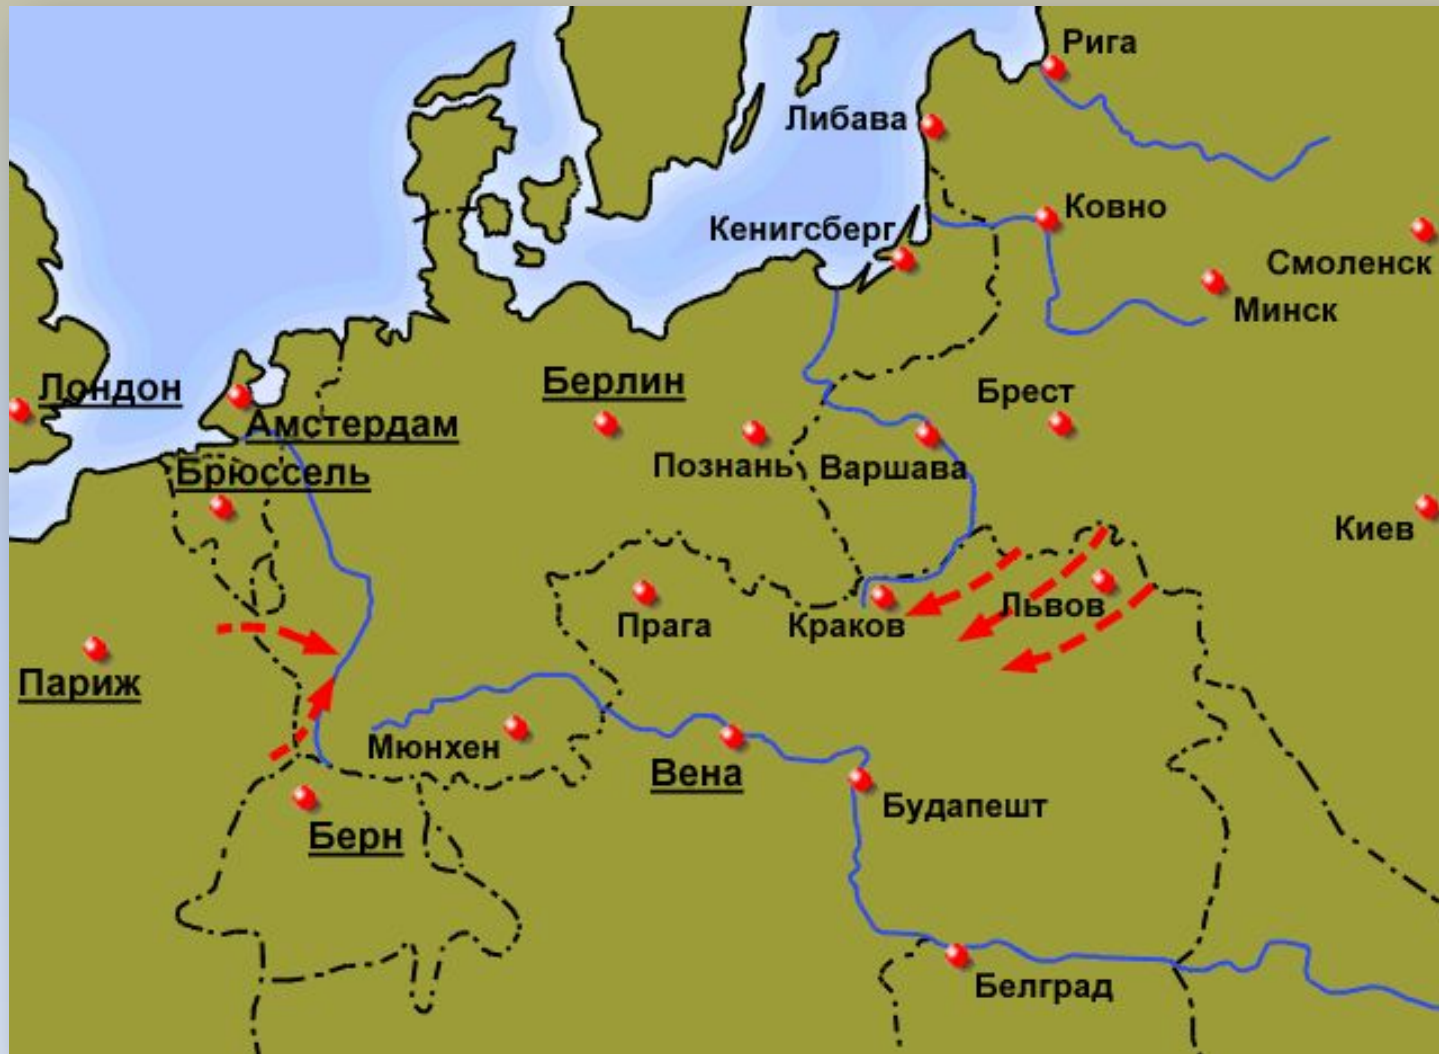 Рига
Либава
Ковно
Кенигсберг
Смоленск
Минск
Лондон
Берлин
Брест
Амстердам
Брюссель
Познань
Варшава
Киев
Львов
Прага
Краков
Париж
Мюнхен
Вена
Будапешт
Берн
Белград